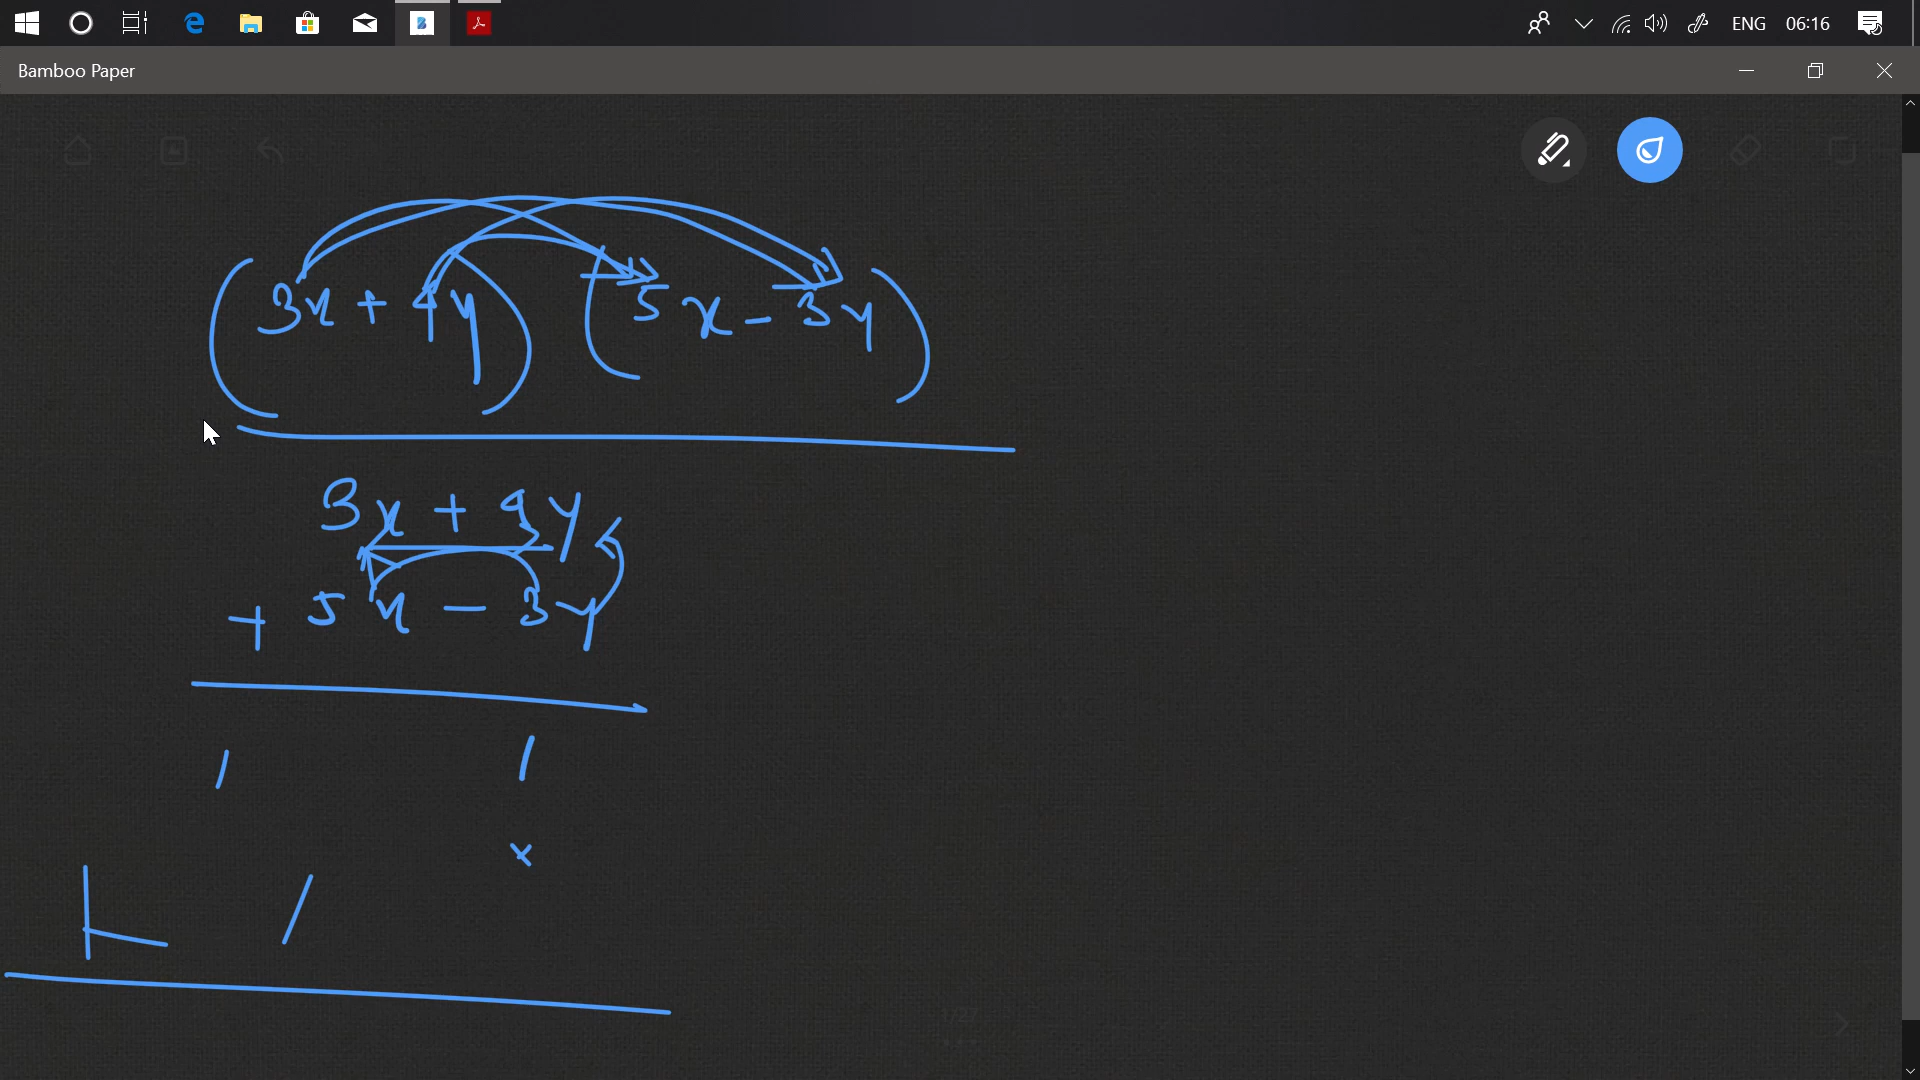 ENG 06:16
Bamboo Paper
(3x + 4y) (5x - 3y)
3x + 4y
+ 5x - 3y
x